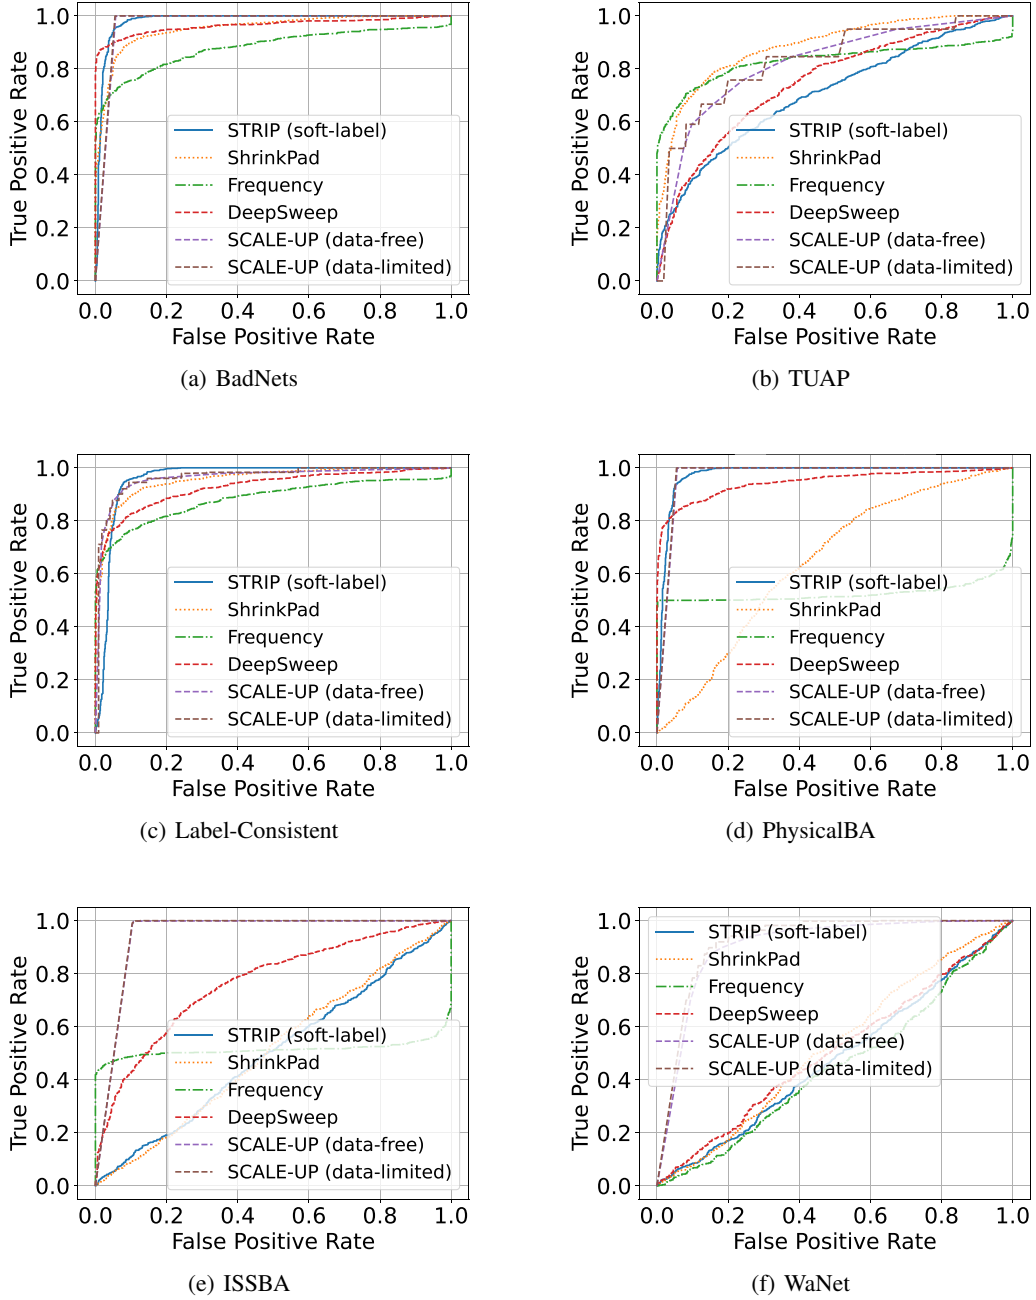 1.0
0.8
0.6
0.4
0.2
0.0
True Positive Rate
STRIP (soft-label)
ShrinkPad
Frequency
DeepSweep
SCALE-UP (data-free)
SCALE-UP (data-limited)
0.0 0.2 0.4 0.6 0.8 1.0
False Positive Rate
(a) BadNets
1.0
0.8
0.6
0.4
0.2
0.0
True Positive Rate
STRIP (soft-label)
ShrinkPad
Frequency
DeepSweep
SCALE-UP (data-free)
SCALE-UP (data-limited)
0.0 0.2 0.4 0.6 0.8 1.0
False Positive Rate
(b) TUAP
1.0
0.8
0.6
0.4
0.2
0.0
True Positive Rate
STRIP (soft-label)
ShrinkPad
Frequency
DeepSweep
SCALE-UP (data-free)
SCALE-UP (data-limited)
0.0 0.2 0.4 0.6 0.8 1.0
False Positive Rate
(c) Label-Consistent
1.0
0.8
0.6
0.4
0.2
0.0
True Positive Rate
STRIP (soft-label)
ShrinkPad
Frequency
DeepSweep
SCALE-UP (data-free)
SCALE-UP (data-limited)
0.0 0.2 0.4 0.6 0.8 1.0
False Positive Rate
(d) PhysicalBA
1.0
0.8
0.6
0.4
0.2
0.0
True Positive Rate
STRIP (soft-label)
ShrinkPad
Frequency
DeepSweep
SCALE-UP (data-free)
SCALE-UP (data-limited)
0.0 0.2 0.4 0.6 0.8 1.0
False Positive Rate
(e) ISSBA
1.0
0.8
0.6
0.4
0.2
0.0
True Positive Rate
STRIP (soft-label)
ShrinkPad
Frequency
DeepSweep
SCALE-UP (data-free)
SCALE-UP (data-limited)
0.0 0.2 0.4 0.6 0.8 1.0
False Positive Rate
(f) WaNet